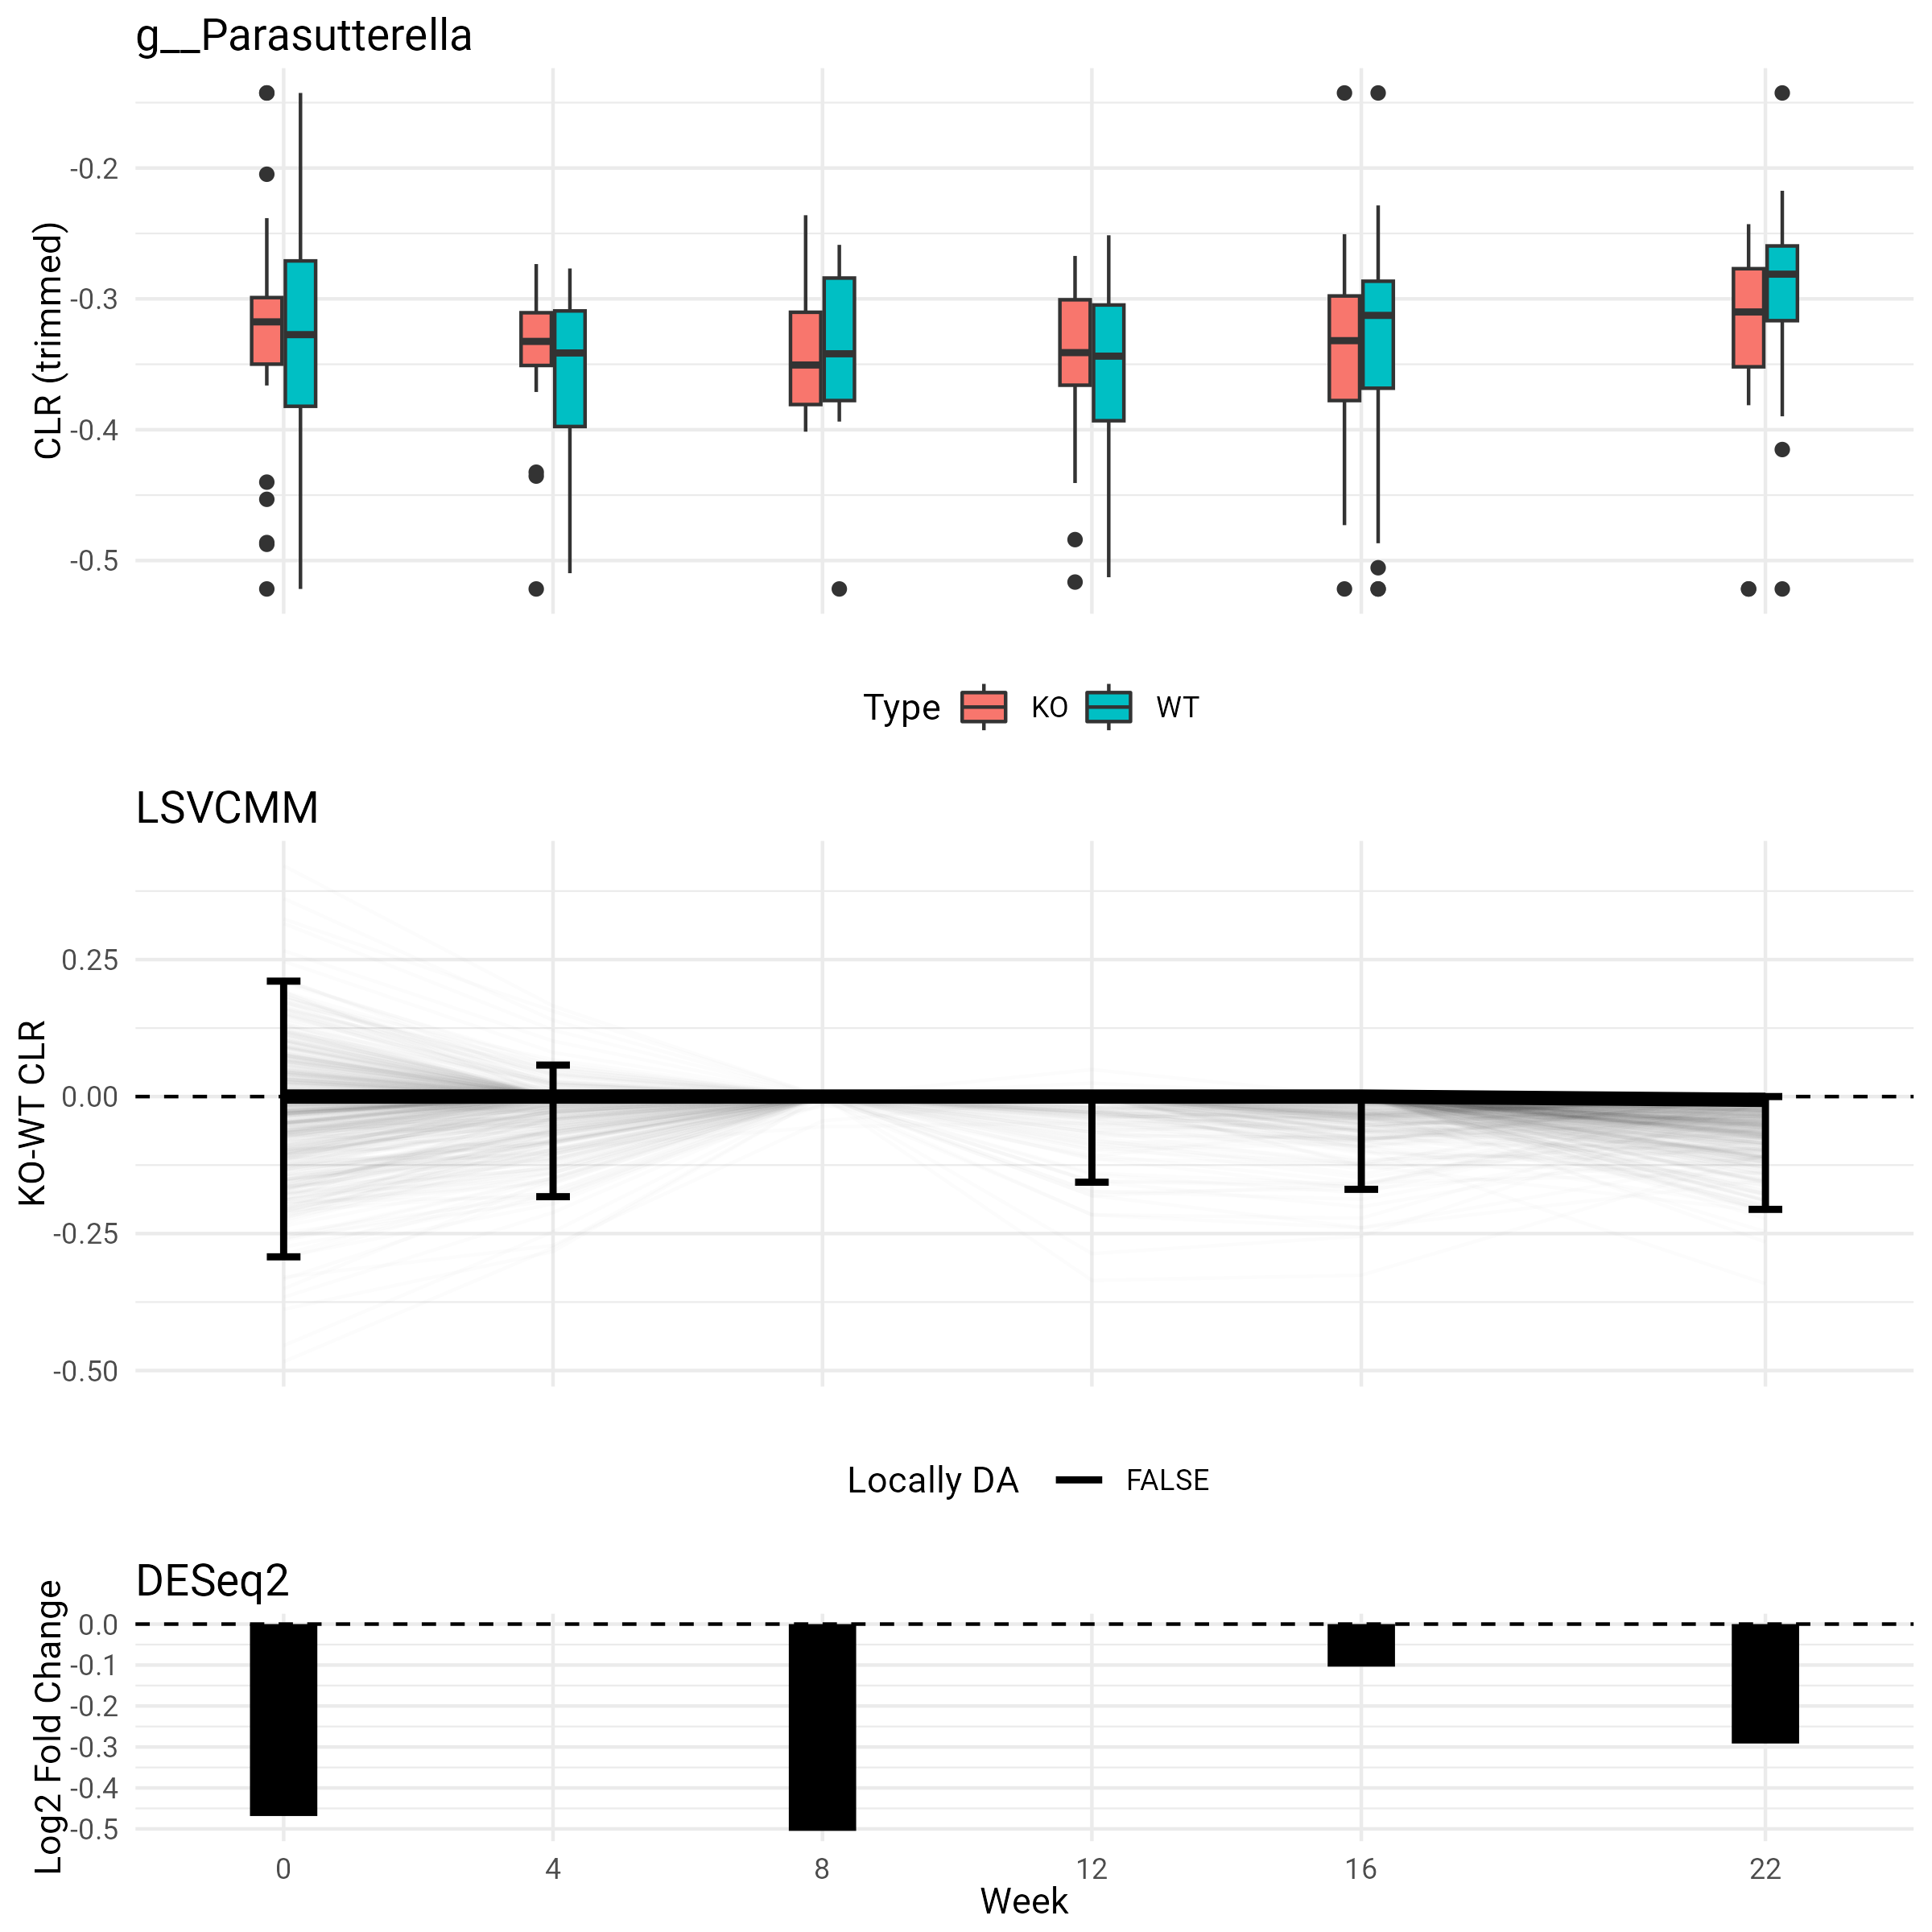 g__Parasutterella
CLR (trimmed)
-0.2
-0.3
-0.4
-0.5
Type KO WT
LSVCMM
KO-WT CLR
0.25
0.00
-0.25
-0.50
Locally DA FALSE
DESeq2
Log2 Fold Change
0.0
-0.1
-0.2
-0.3
-0.4
-0.5
0 4 8 12 16 22
Week